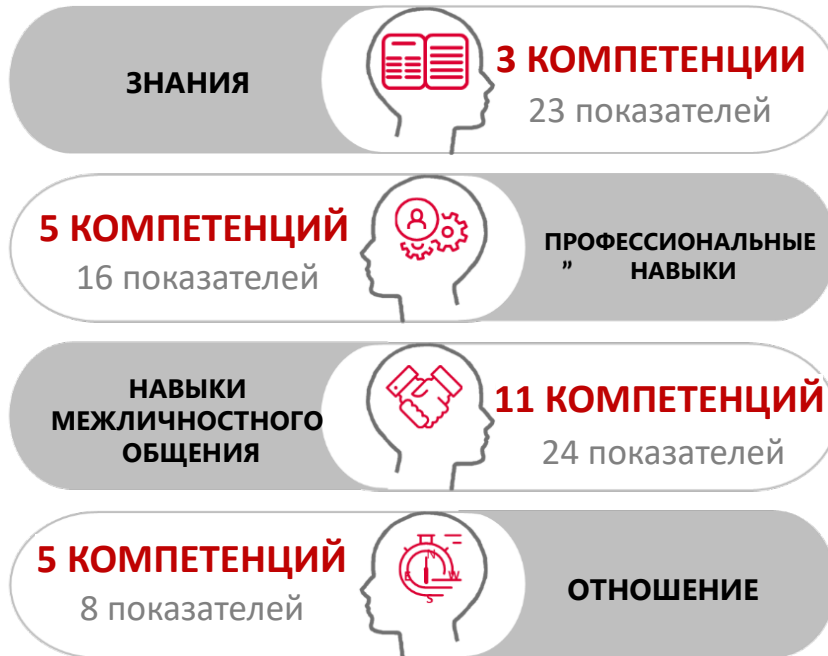 ЗНАНИЯ
3 КОМПЕТЕНЦИИ
23 показателей
5 КОМПЕТЕНЦИЙ
16 показателей
ПРОФЕССИОНАЛЬНЫЕ
” НАВЫКИ
НАВЫКИ
МЕЖЛИЧНОСТНОГО
ОБЩЕНИЯ
11 КОМПЕТЕНЦИЙ
24 показателей
5 КОМПЕТЕНЦИЙ
8 показателей
N
E W
S
ОТНОШЕНИЕ